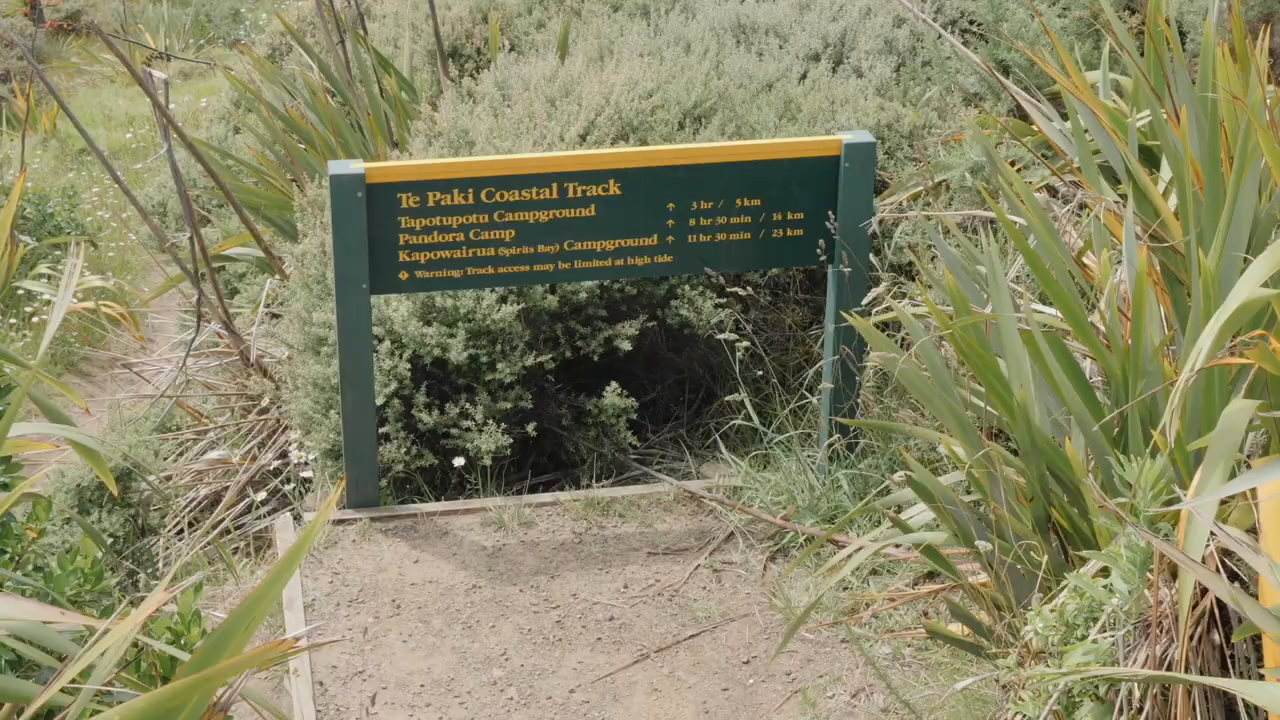 Te Paki Coastal Track
Tapotupotu Campground ↑ 3 hr / 5 km
Pandora Camp ↑ 8 hr 30 min / 14 km
Kapowairua (Spirits Bay) Campground ↑ 11 hr 30 min / 23 km
Warning: Track access may be limited at high tide